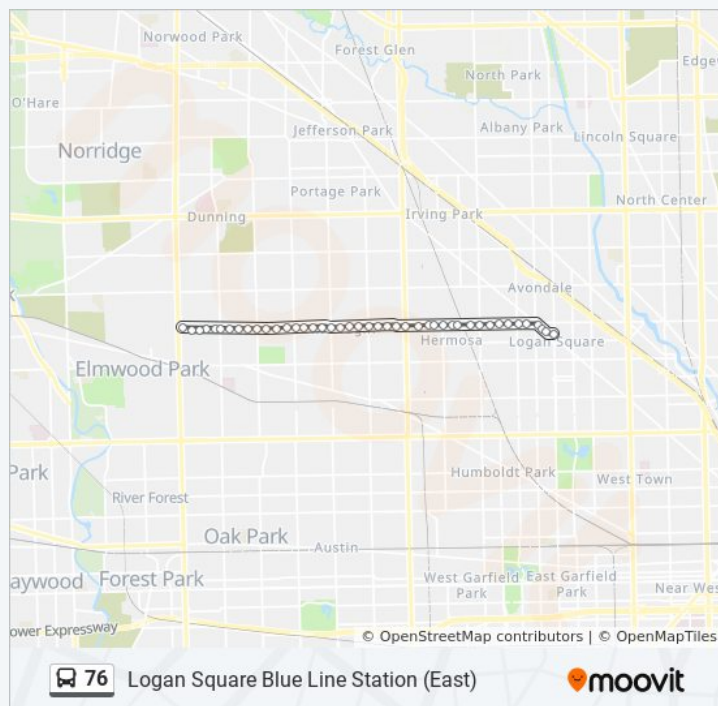 Norwood Park
Forest Glen
Edgew
O'Hare
North Park
Jefferson Park
Albany Park
Lincoln Square
Norridge
Portage Park
North Center
Dunning
Irving Park
k
Avondale
Hermosa
Logan Square
Elmwood Park
Park
Humboldt Park
West Town
River Forest
Oak Park
Austin
aywood
Forest Park
West Garfield
Park
East Garfield
Park
Near Wes
ower Expressway
© OpenStreetMap contributors | © OpenMapTiles
76 Logan Square Blue Line Station (East)
moovit